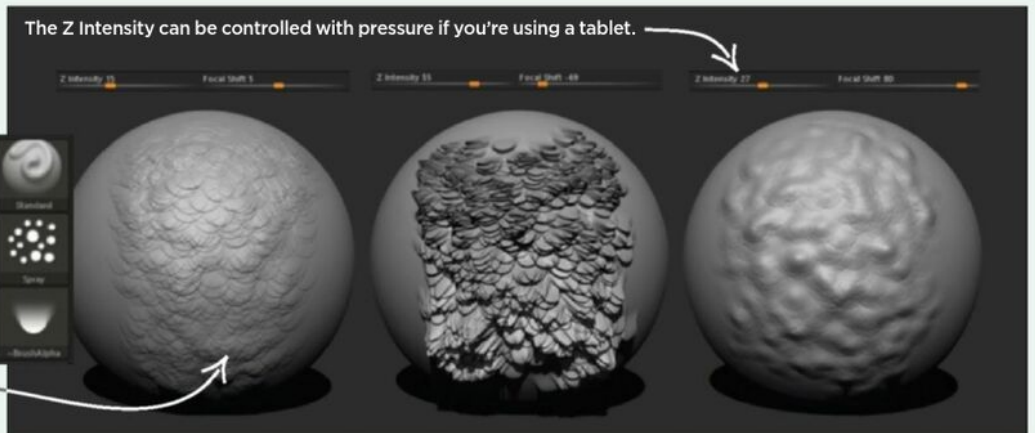 The Z Intensity can be controlled with pressure if you're using a tablet.
Z Intensity 15 Focal Shift 5
Z Intensity 55 Focal Shift -69
Z Intensity 27 Focal Shift 80
Standard
Spray
~BrushAlpha